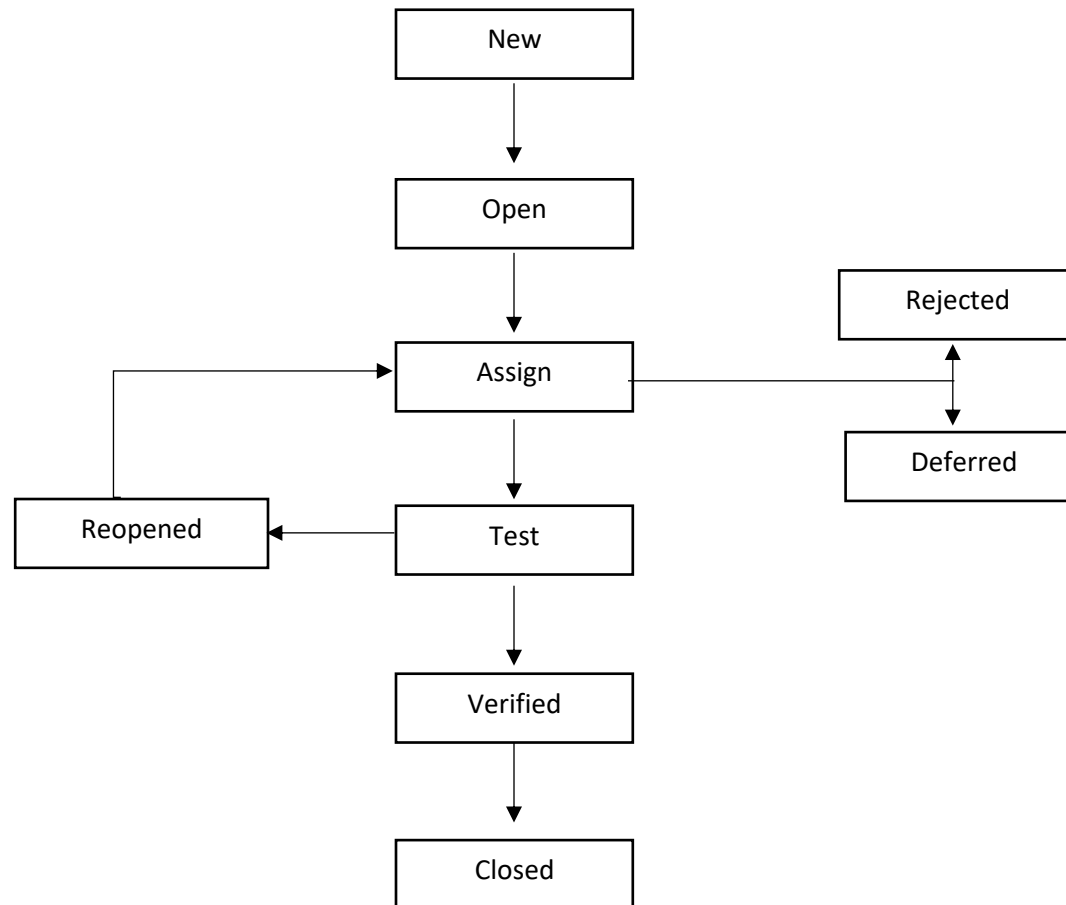 New
Open
Rejected
Assign
Deferred
Reopened
Test
Verified
Closed